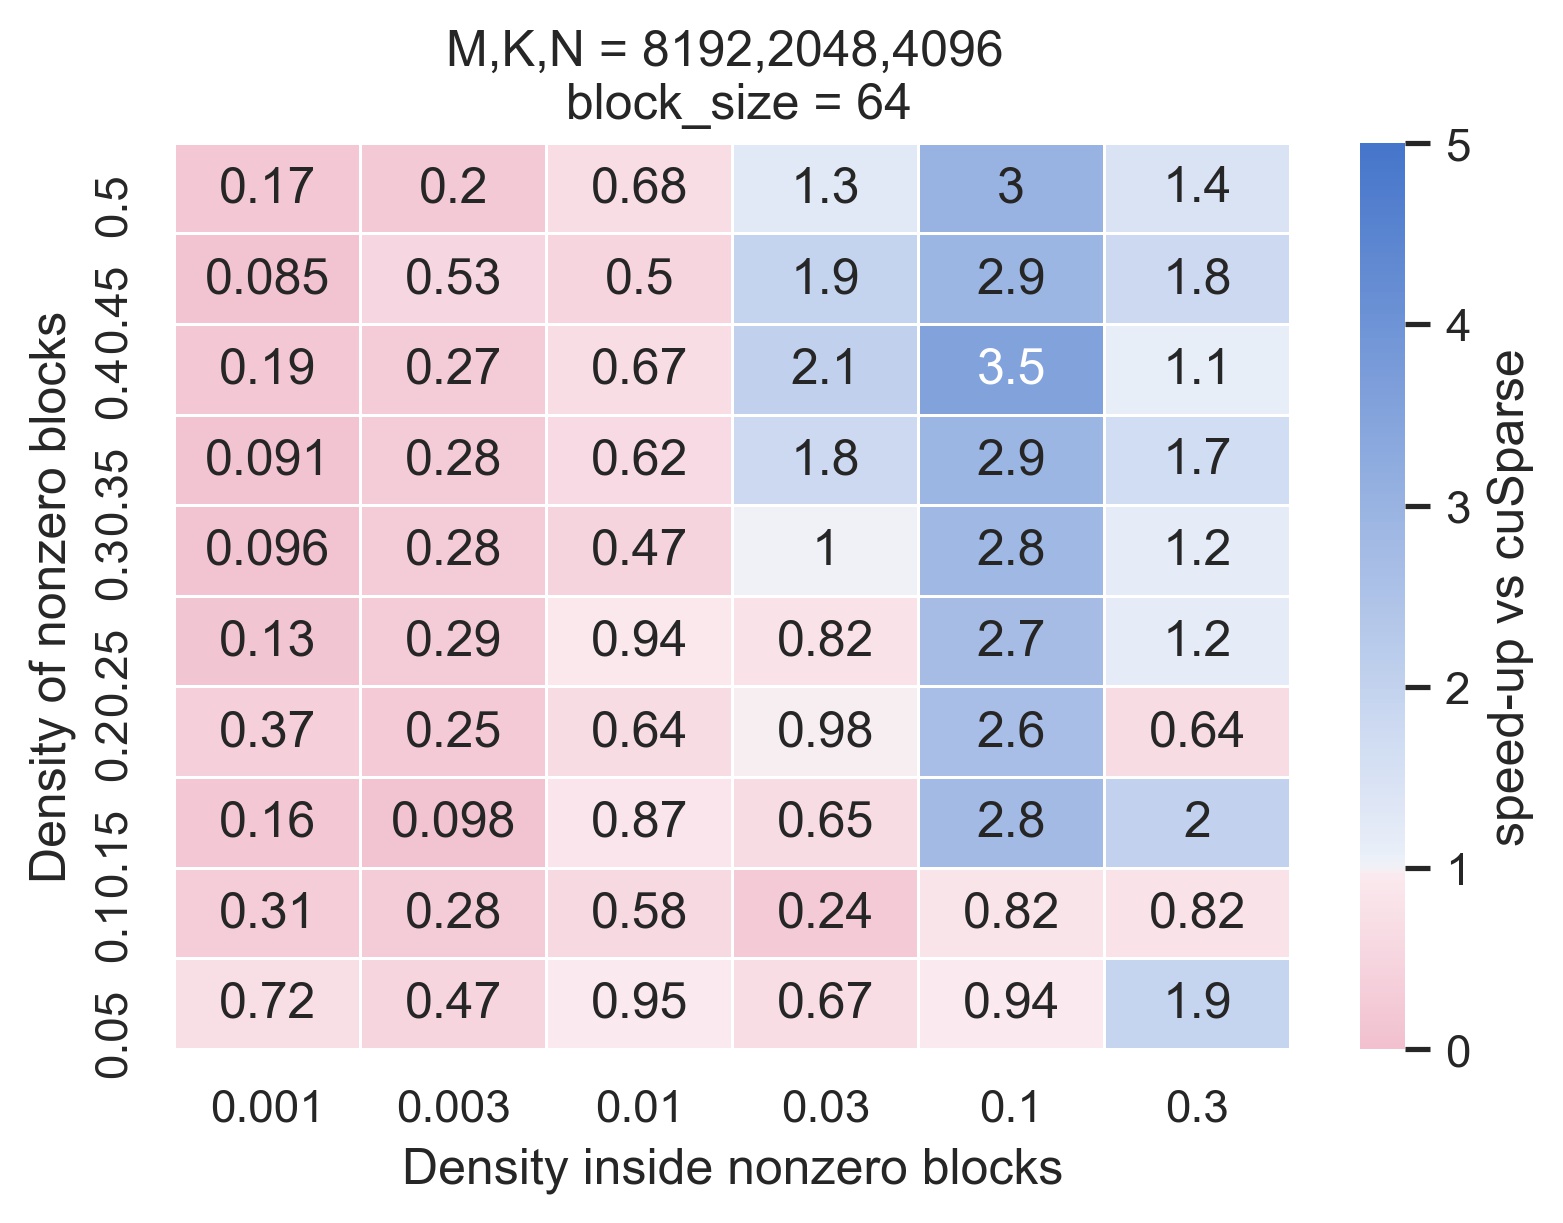 M,K,N = 8192,2048,4096
block_size = 64
0.5 0.17 0.2 0.68 1.3 3 1.4
0.45 0.085 0.53 0.5 1.9 2.9 1.8
0.4 0.19 0.27 0.67 2.1 3.5 1.1
0.35 0.091 0.28 0.62 1.8 2.9 1.7
0.30 0.096 0.28 0.47 1 2.8 1.2
0.25 0.13 0.29 0.94 0.82 2.7 1.2
0.20 0.37 0.25 0.64 0.98 2.6 0.64
0.15 0.16 0.098 0.87 0.65 2.8 2
0.10 0.31 0.28 0.58 0.24 0.82 0.82
0.05 0.72 0.47 0.95 0.67 0.94 1.9
0.001 0.003 0.01 0.03 0.1 0.3
Density inside nonzero blocks
Density of nonzero blocks
5
4
3
2
1
0
speed-up vs cuSparse